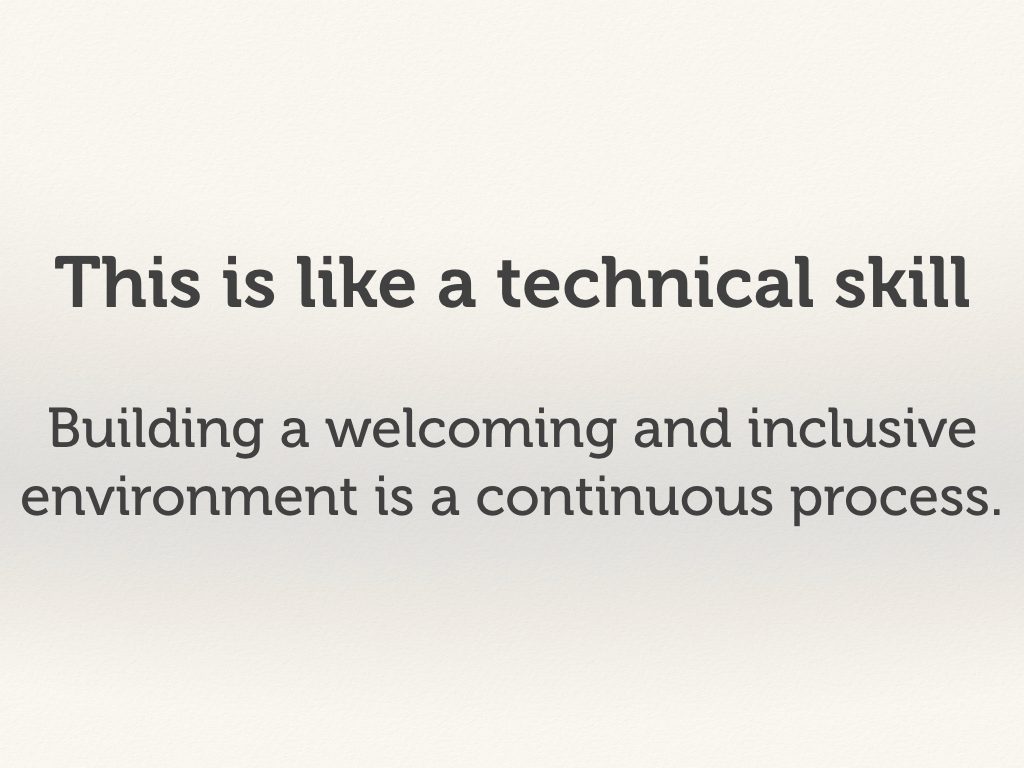 This is like a technical skill
Building a welcoming and inclusive
environment is a continuous process.